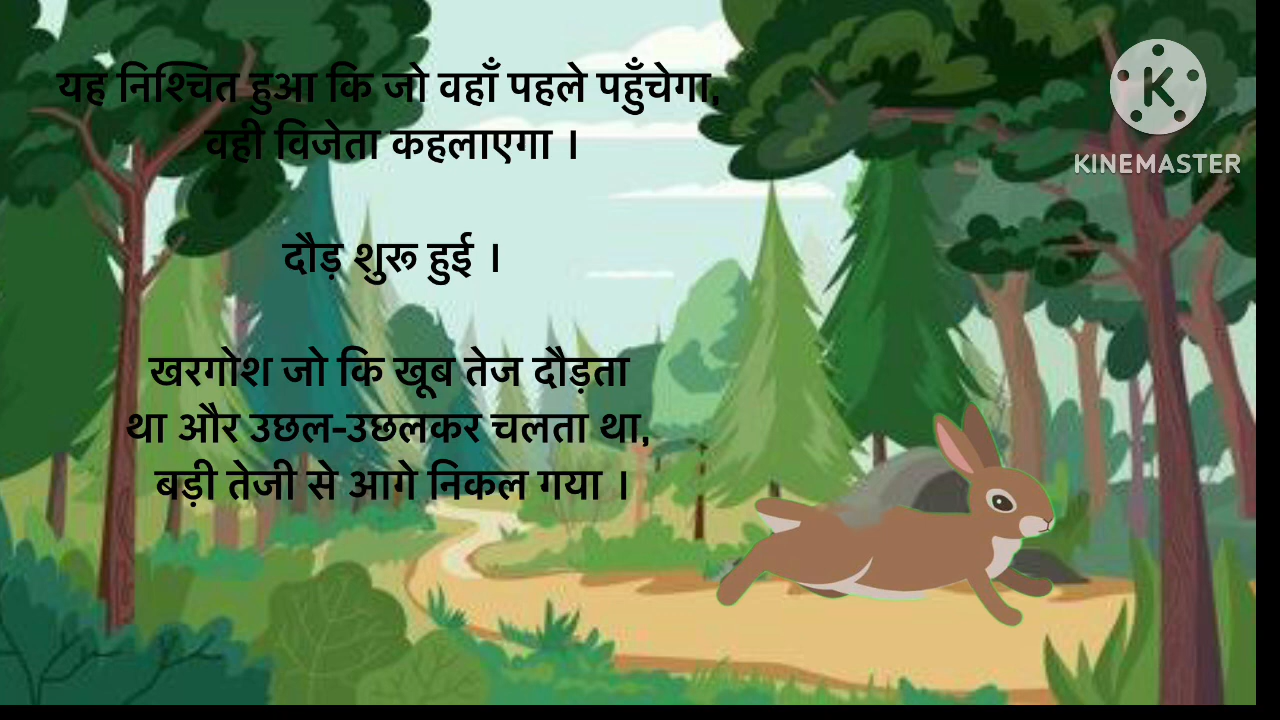 यह निश्चित हुआ कि जो वहाँ पहले पहुँचेगा,
वही विजेता कहलाएगा ।
दौड़ शुरू हुई ।
खरगोश जो कि खूब तेज दौड़ता
था और उछल-उछलकर चलता था,
बड़ी तेजी से आगे निकल गया ।
K
KINEMASTER